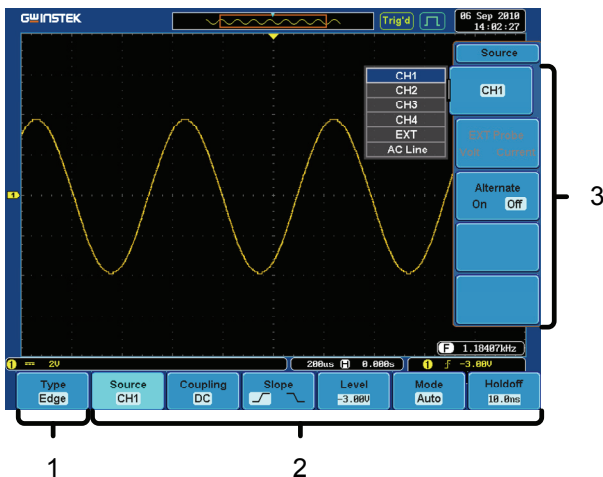 GWINSTEK
Trig'd
06 Sep 2010
14:02:27
Source
CH1
CH2
CH3
CH4
EXT
AC Line
CH1
EXT Probe
Volt Current
Alternate
On Off
3
1
F 1.18407kHz
1 2V
200us H 0.000s
1 -3.00V
Type
Edge
Source
CH1
Coupling
DC
Slope
Level
-3.00V
Mode
Auto
Holdoff
10.0ns
1
2